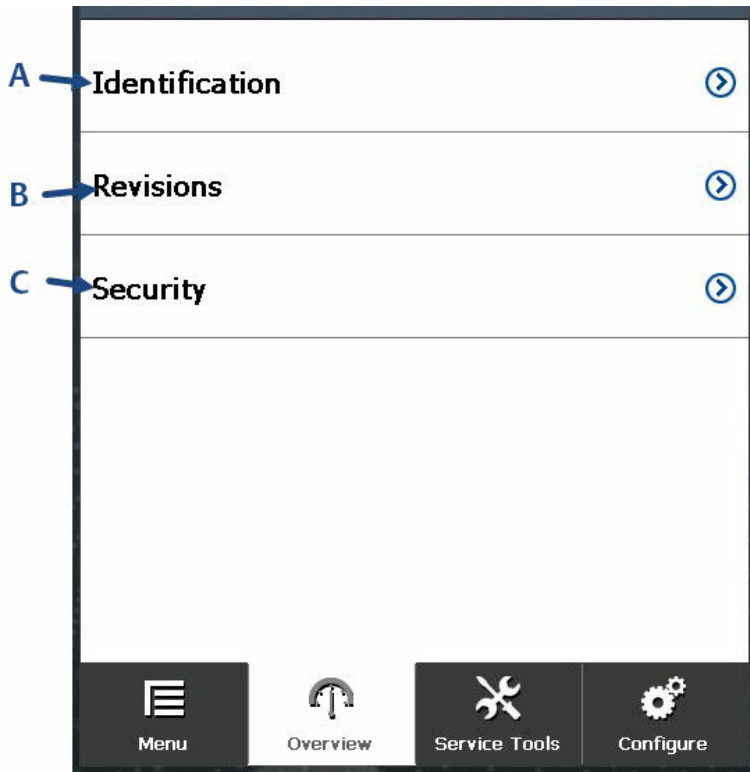 A
Identification
B
Revisions
C
Security
Menu
Overview
Service Tools
Configure